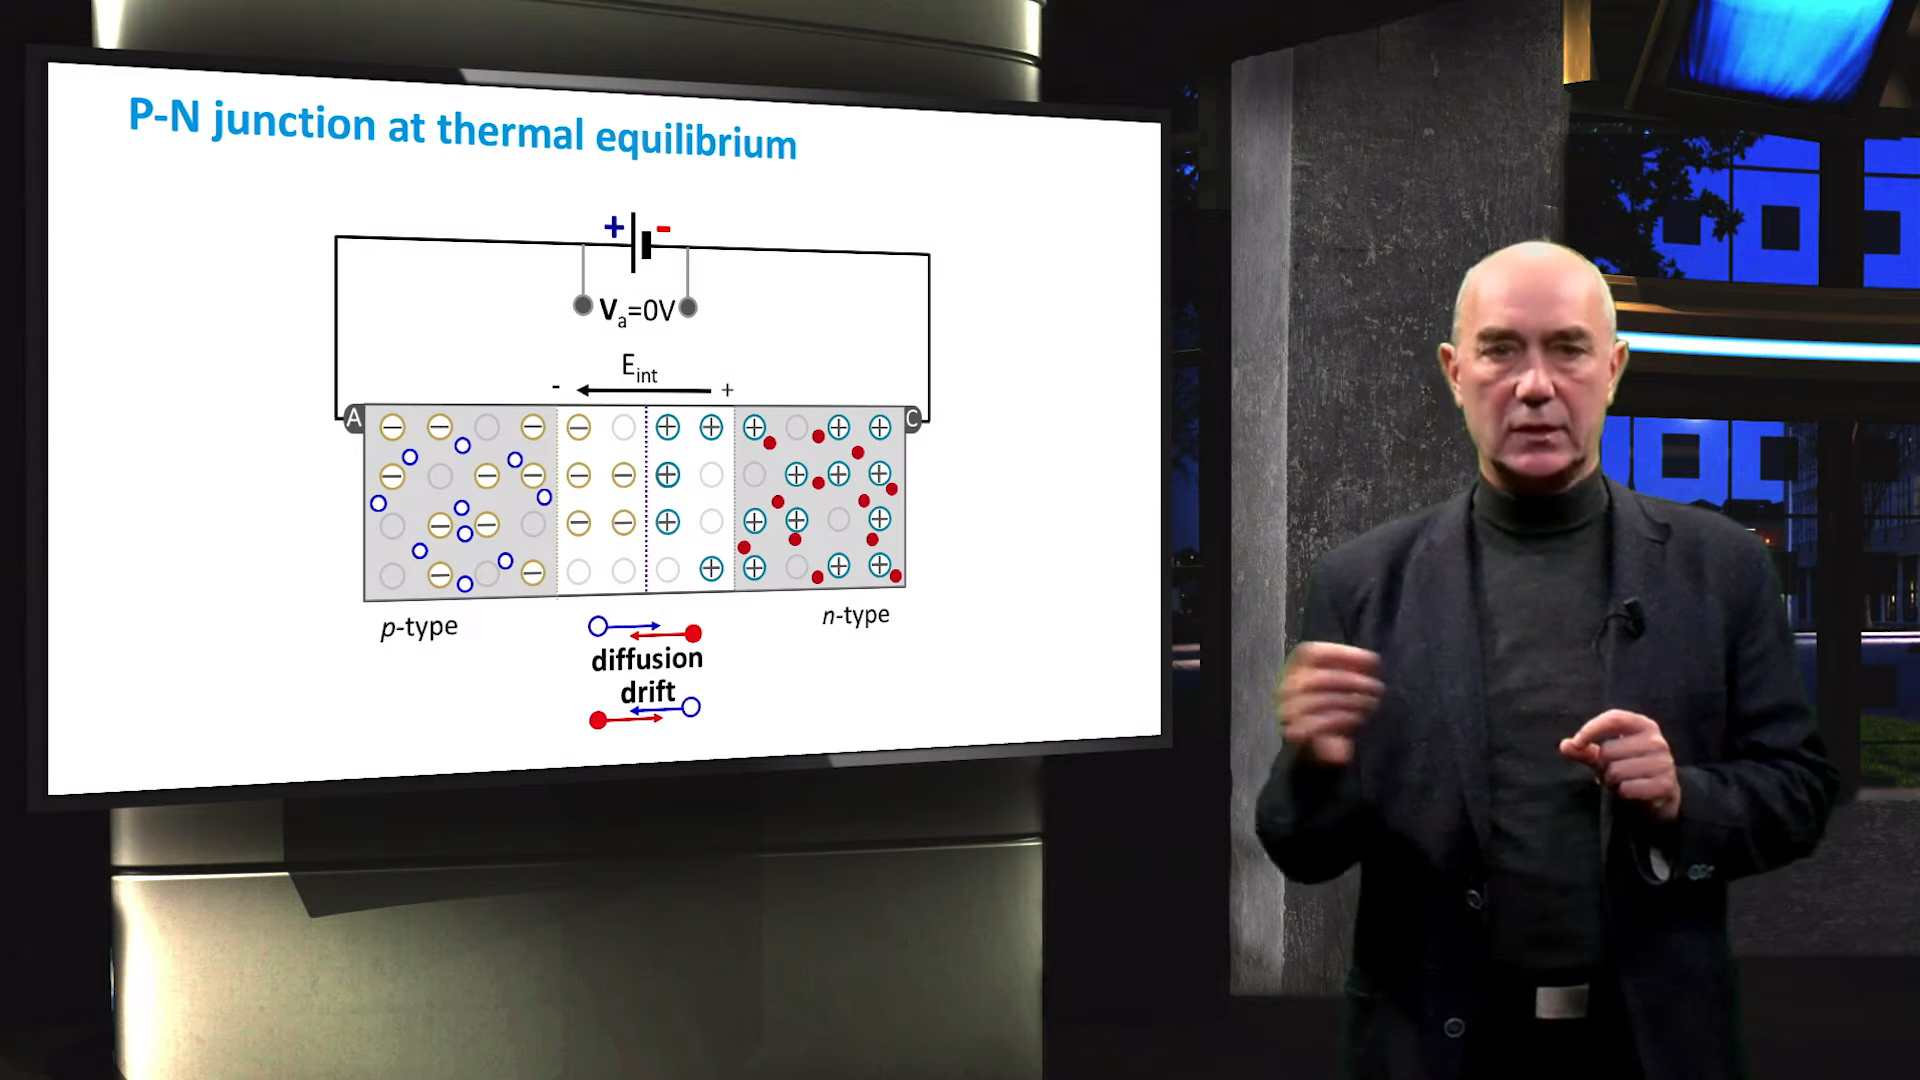 P-N junction at thermal equilibrium
+ -
Va=0V
Eint
- +
A C
p-type
n-type
diffusion
drift